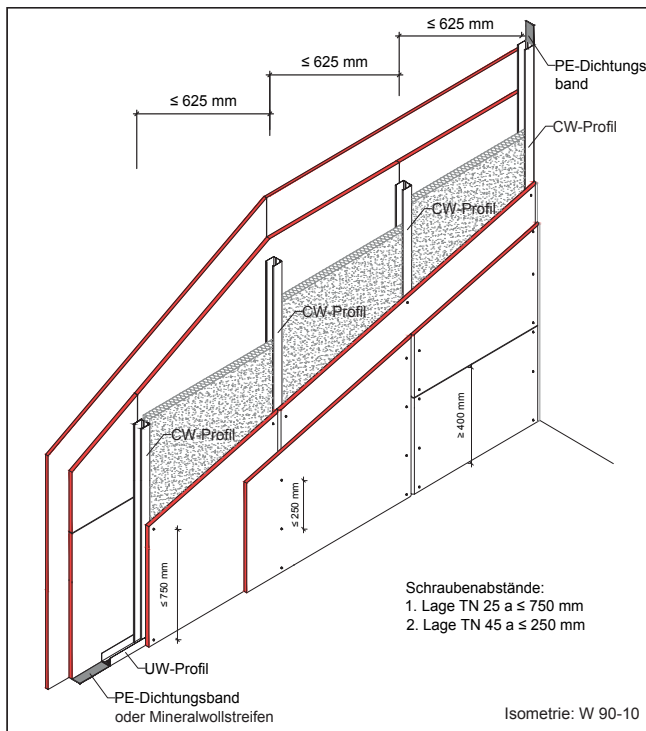 ≤ 625 mm
≤ 625 mm
≤ 625 mm
PE-Dichtungs
band
CW-Profil
CW-Profil
CW-Profil
CW-Profil
≥ 400 mm
≤ 250 mm
≤ 750 mm
Schraubenabstände:
1. Lage TN 25 a ≤ 750 mm
2. Lage TN 45 a ≤ 250 mm
UW-Profil
PE-Dichtungsband
oder Mineralwollstreifen
Isometrie: W 90-10